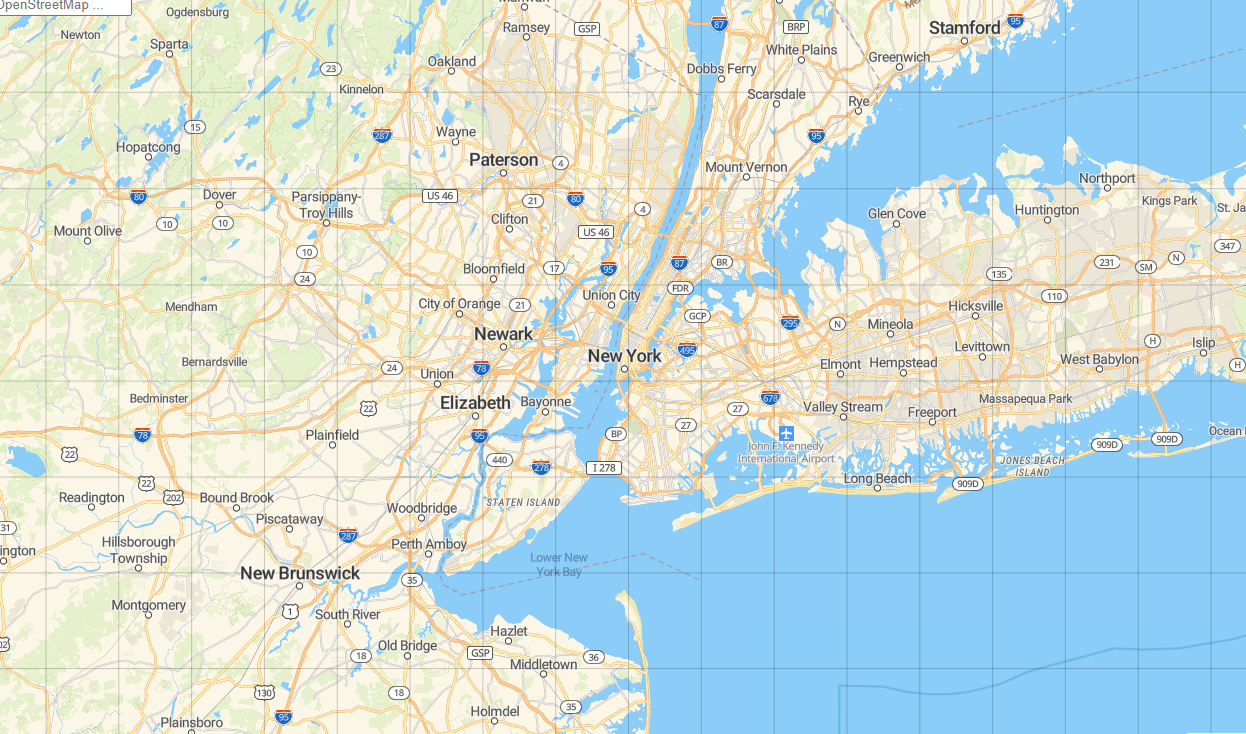 OpenStreetMap ...
Ogdensburg
Ramsey
GSP
87
BRP
Stamford
95
Newton
Sparta
White Plains
Greenwich
Oakland
23
Dobbs Ferry
Kinnelon
Scarsdale
Rye
15
287
Wayne
95
Hopatcong
Paterson
4
Mount Vernon
Northport
80
Dover
Parsippany-
Troy Hills
US 46
21
80
Kings Park
St. Ja
10
10
Clifton
4
Glen Cove
Huntington
Mount Olive
US 46
347
10
Bloomfield
17
95
87
BR
231
SM
N
24
135
Union City
FDR
110
Mendham
City of Orange
21
Hicksville
GCP
295
N
Mineola
Newark
H
Islip
Bernardsville
New York
495
Levittown
24
78
Elmont
Hempstead
West Babylon
H
Union
Bedminster
22
Elizabeth
Bayonne
678
27
Valley Stream
Massapequa Park
Freeport
78
Plainfield
95
BP
27
John F. Kennedy
International Airport
909D
909D
Ocean
22
440
278
I 278
JONES BEACH
ISLAND
22
202
Long Beach
909D
Readington
Bound Brook
STATEN ISLAND
Woodbridge
31
Piscataway
287
Hillsborough
Township
ington
Perth Amboy
Lower New
York Bay
New Brunswick
35
Montgomery
1
South River
Hazlet
Old Bridge
18
GSP
36
Middletown
130
18
95
35
Holmdel
Plainsboro